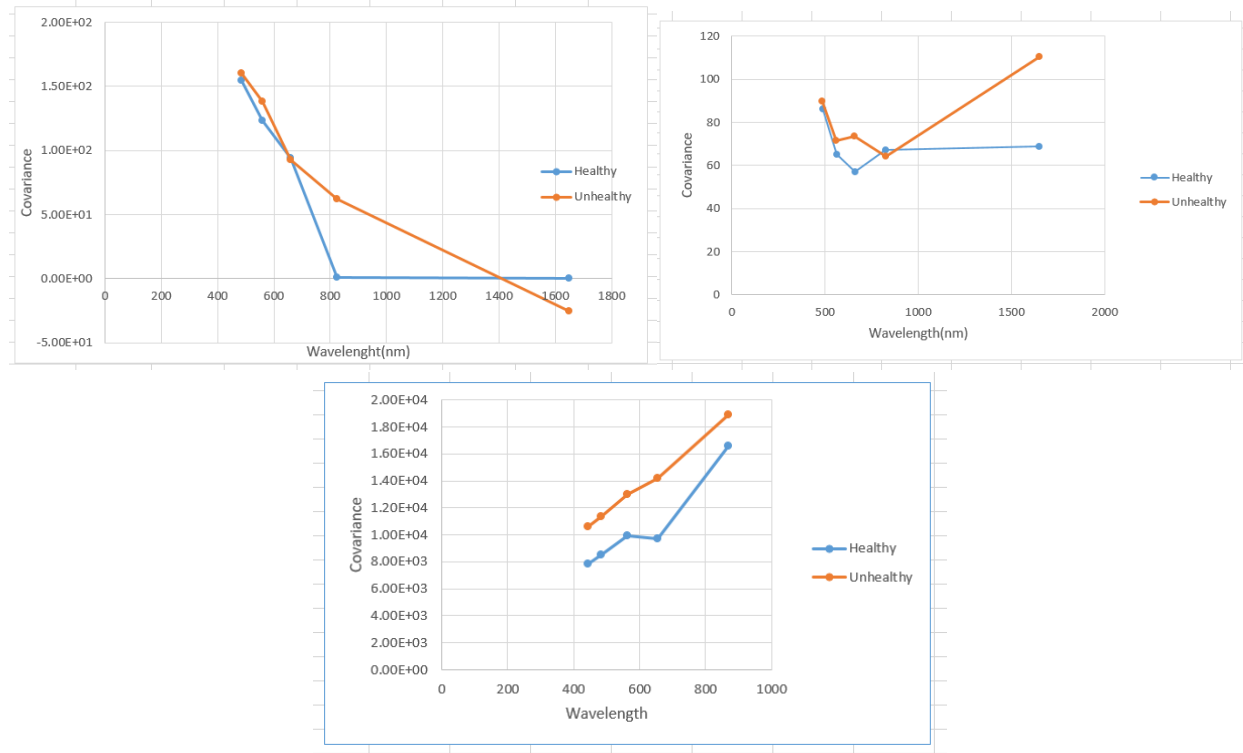 2.00E+02
1.50E+02
1.00E+02
5.00E+01
0.00E+00
-5.00E+01
Covariance
0 200 400 600 800 1000 1200 1400 1600 1800
Wavelenght(nm)
Healthy
Unhealthy
120
100
80
60
40
20
0
Covariance
0 500 1000 1500 2000
Wavelength(nm)
Healthy
Unhealthy
2.00E+04
1.80E+04
1.60E+04
1.40E+04
1.20E+04
1.00E+04
8.00E+03
6.00E+03
4.00E+03
2.00E+03
0.00E+00
Covariance
0 200 400 600 800 1000
Wavelength
Healthy
Unhealthy